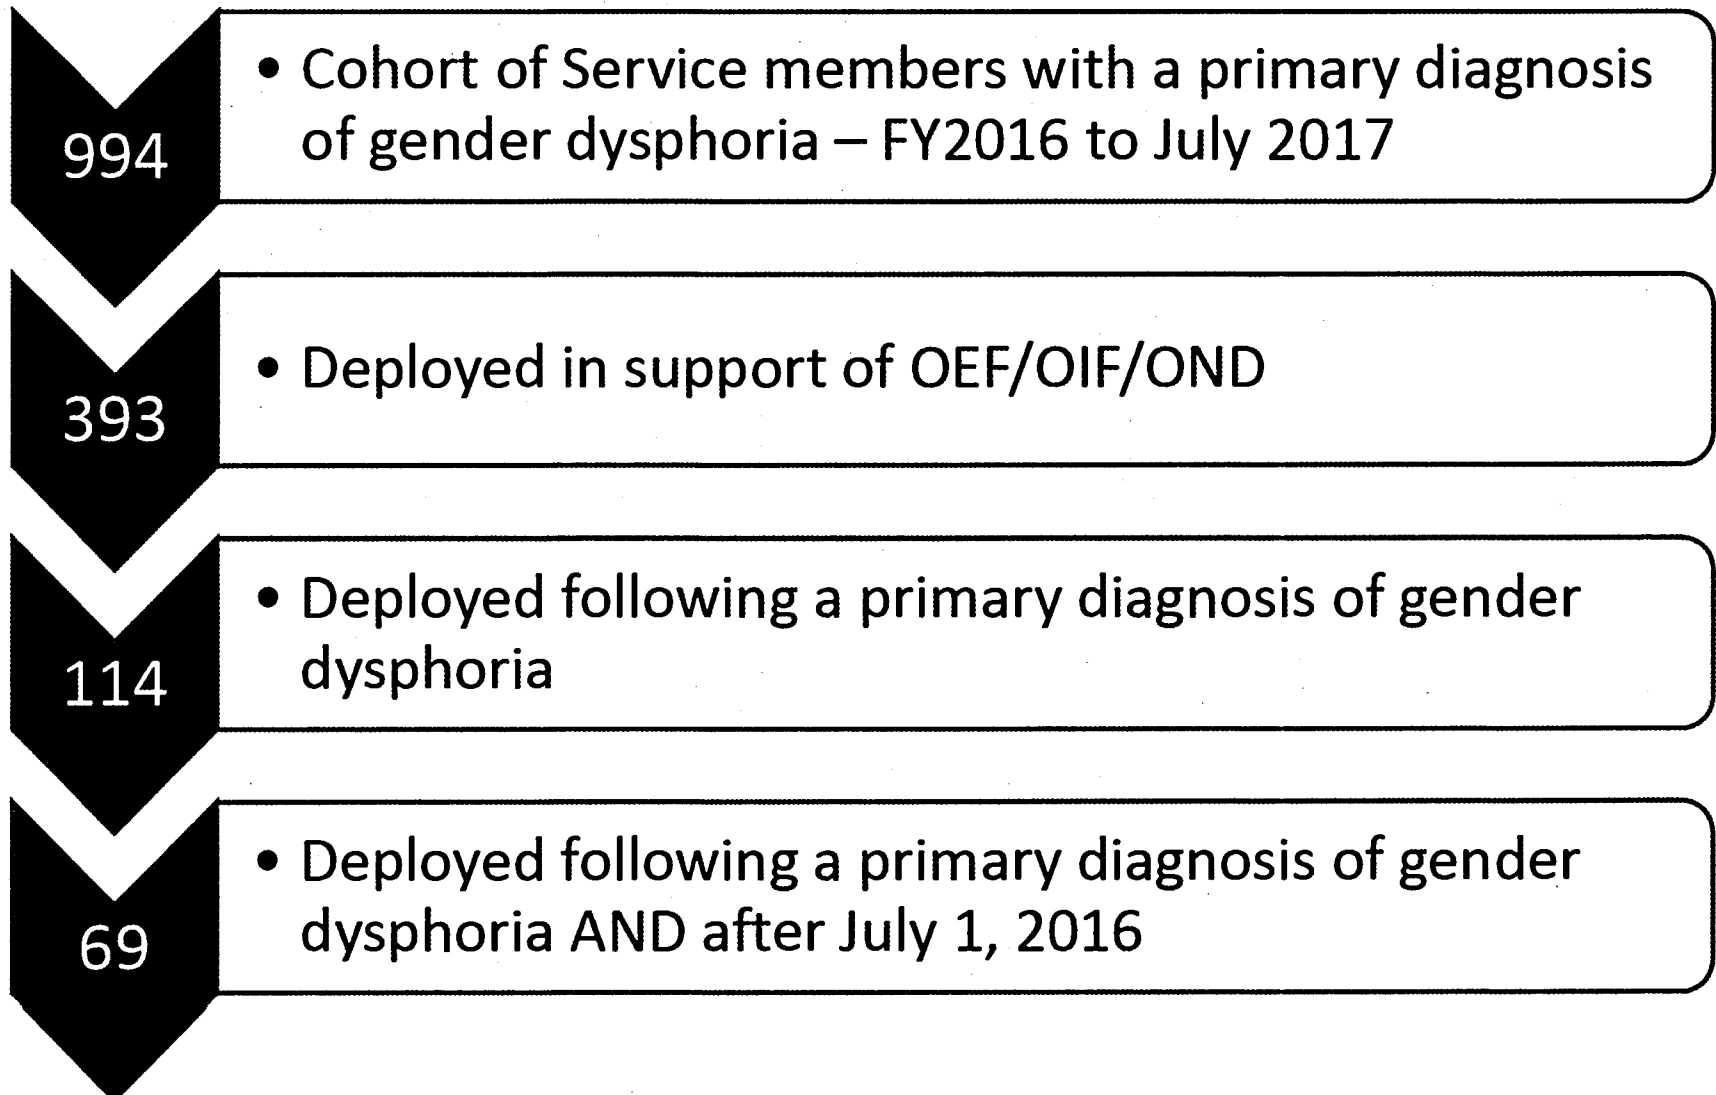 994
• Cohort of Service members with a primary diagnosis
of gender dysphoria – FY2016 to July 2017
393
• Deployed in support of OEF/OIF/OND
114
• Deployed following a primary diagnosis of gender
dysphoria
69
• Deployed following a primary diagnosis of gender
dysphoria AND after July 1, 2016